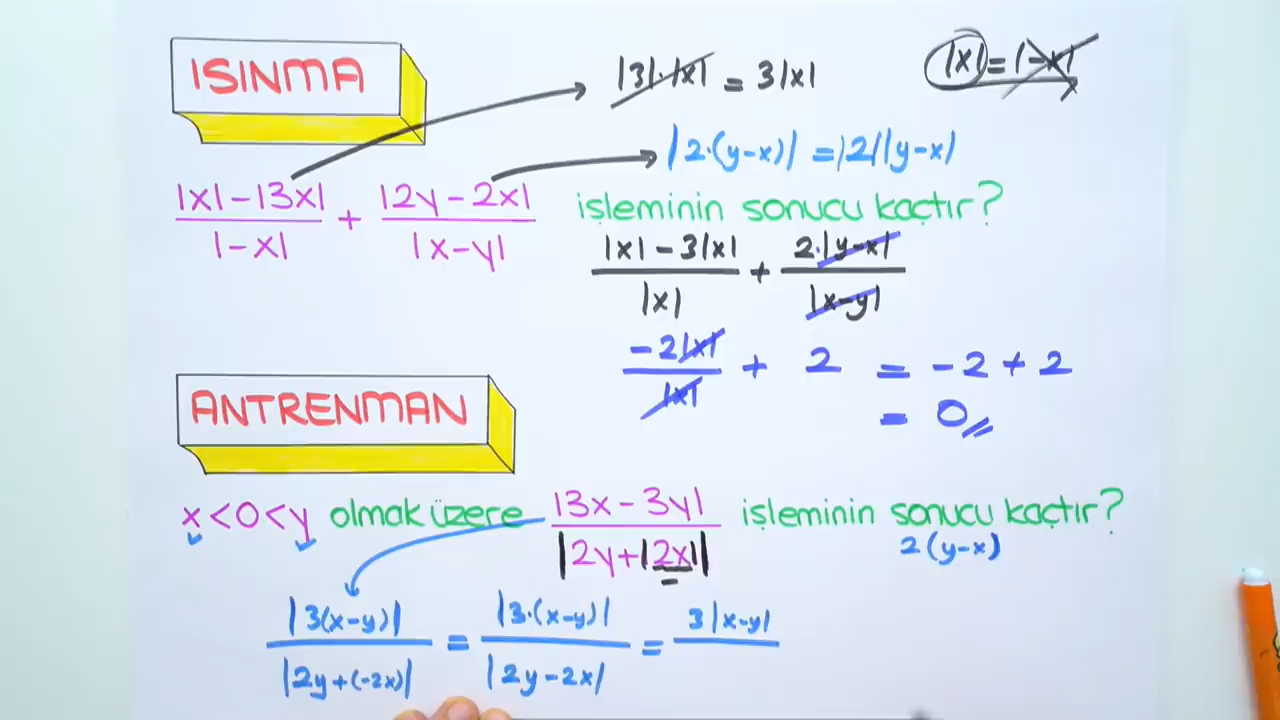 ISINMA
|3|·|x| = 3|x|
|x| = |-x|
|2·(y-x)| = |2||y-x|
|x|-|3x| / |-x| + |2y-2x| / |x-y| işleminin sonucu kaçtır?
|x|-3|x| / |x| + 2·|y-x| / |x-y|
-2|x| / |x| + 2 = -2+2
= 0
ANTRENMAN
x<0<y olmak üzere |3x-3y| / |2y+|2x|| işleminin sonucu kaçtır?
2(y-x)
|3(x-y)| / |2y+(-2x)| = |3·(x-y)| / |2y-2x| = 3|x-y|